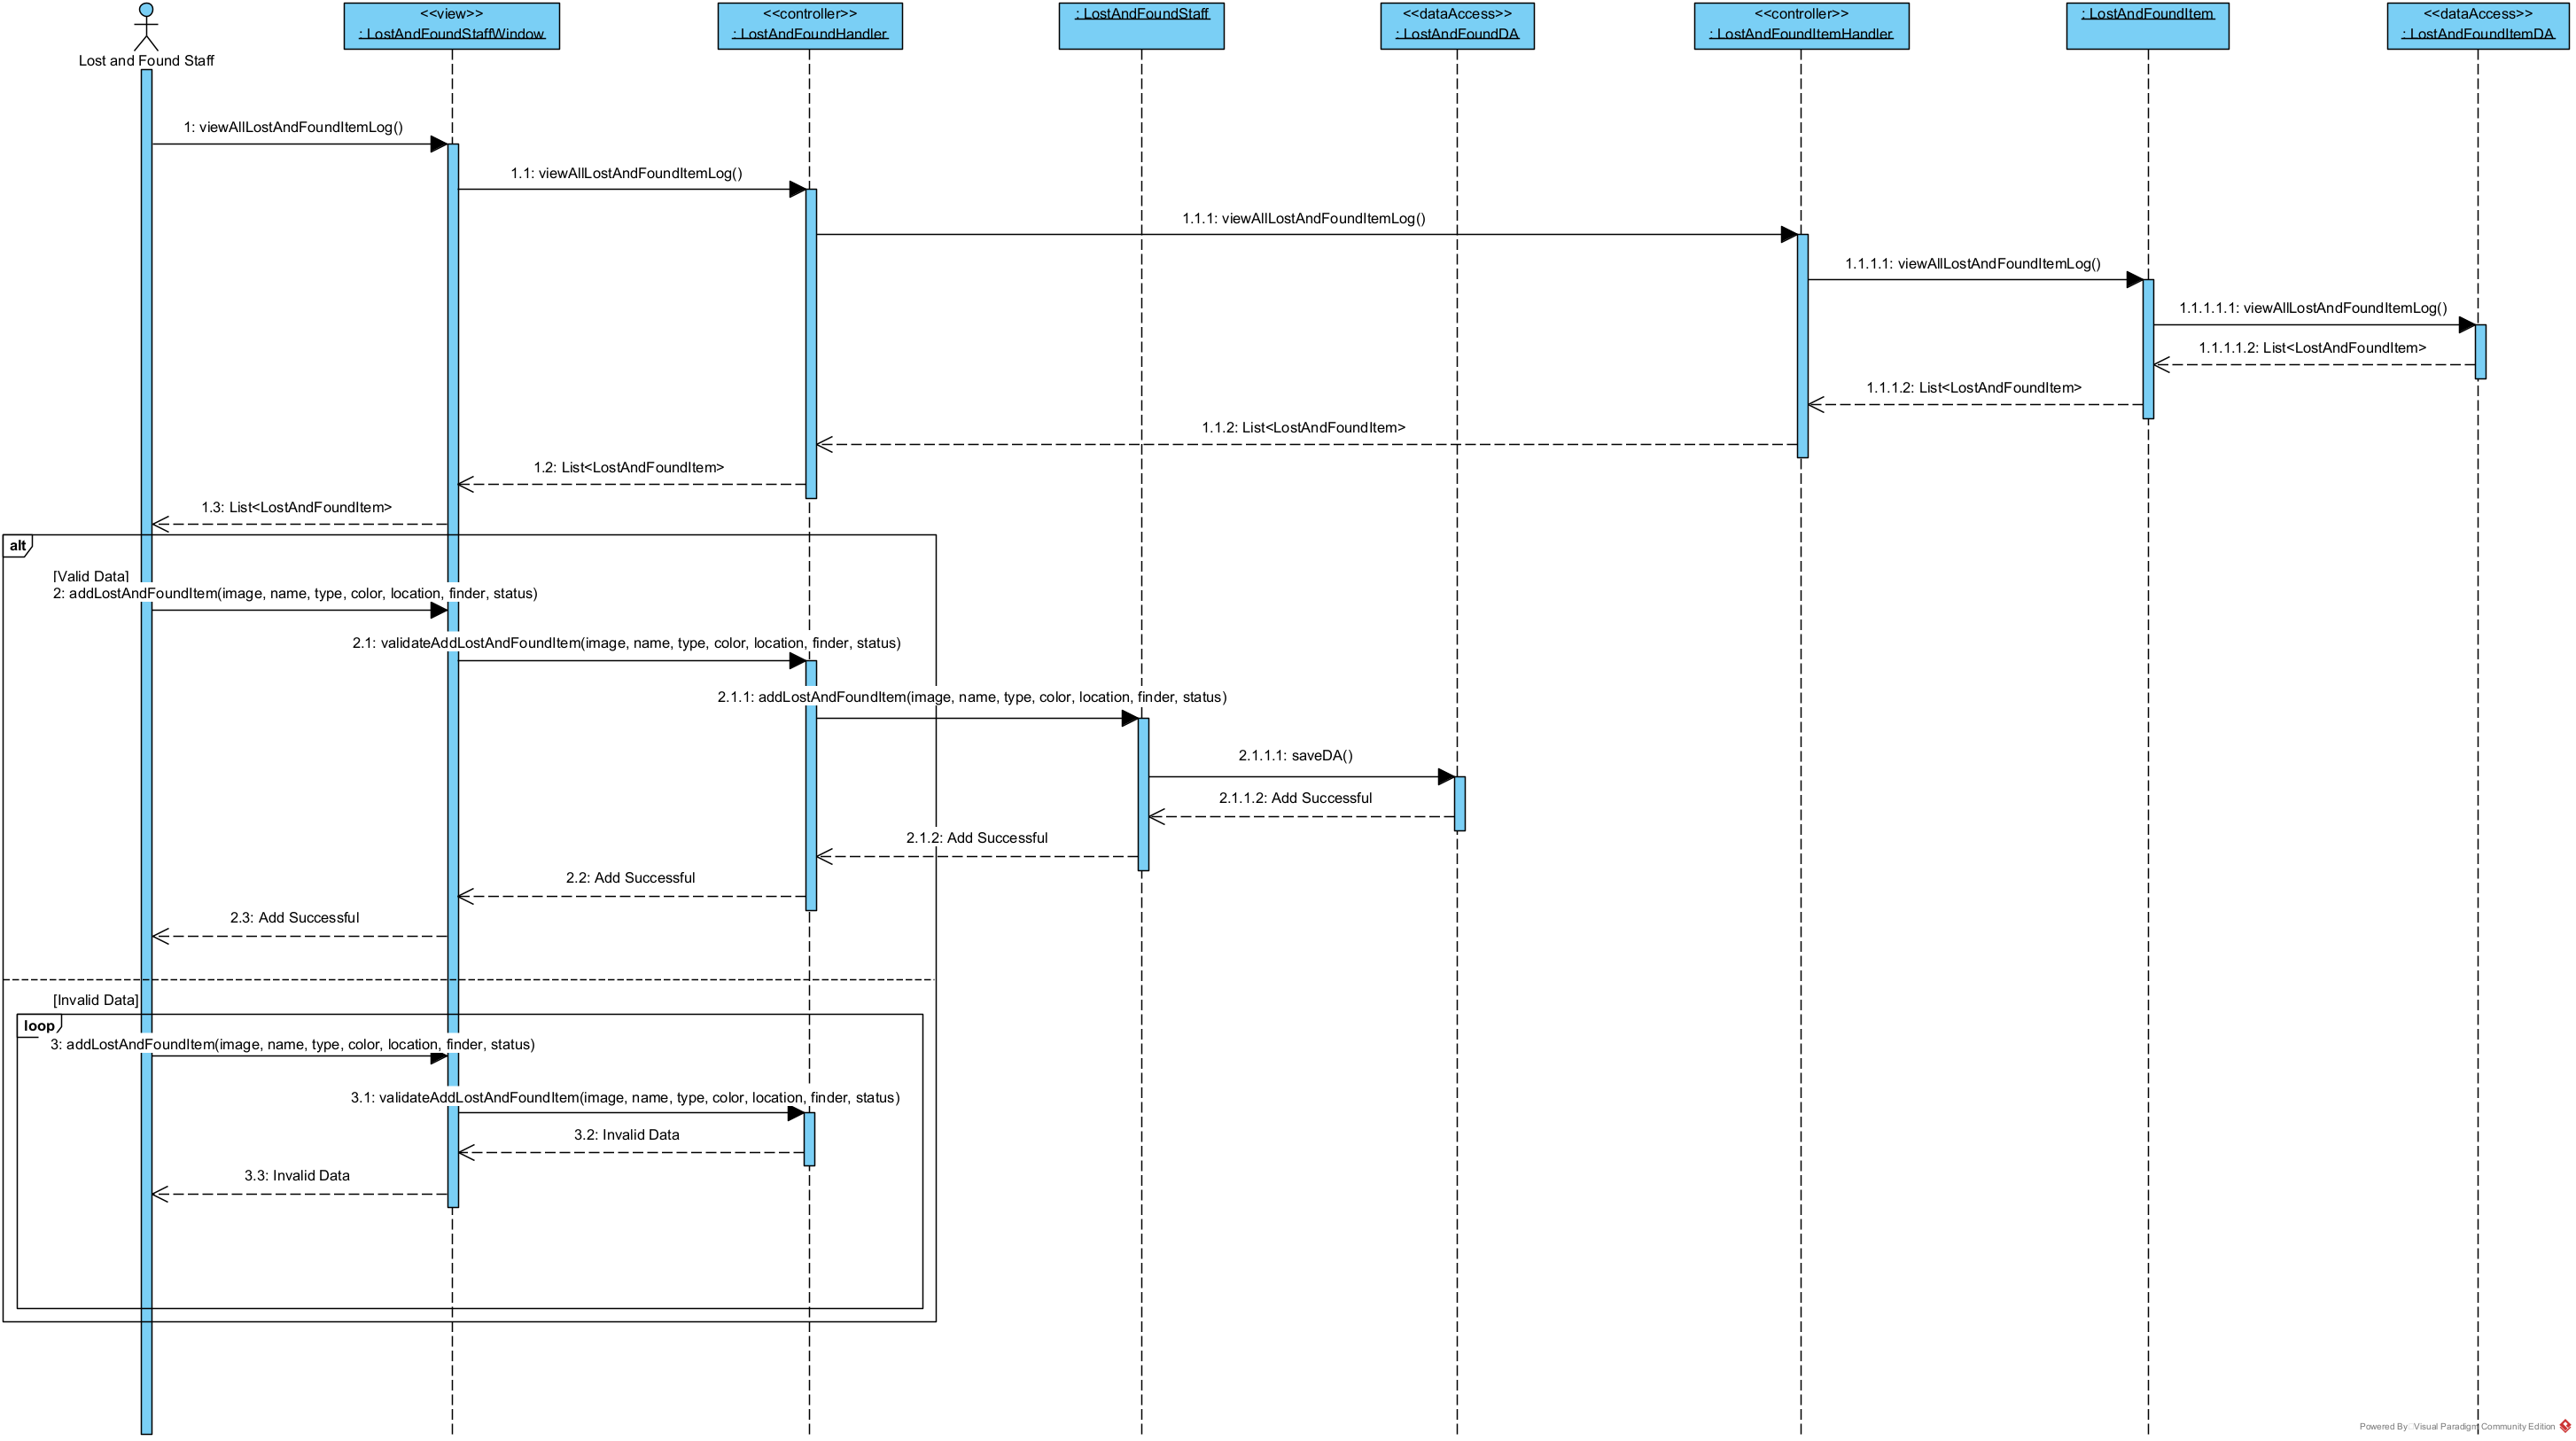 Lost and Found Staff
<<view>>
: LostAndFoundStaffWindow
<<controller>>
: LostAndFoundHandler
: LostAndFoundStaff
<<dataAccess>>
: LostAndFoundDA
<<controller>>
: LostAndFoundItemHandler
: LostAndFoundItem
<<dataAccess>>
: LostAndFoundItemDA
1: viewAllLostAndFoundItemLog()
1.1: viewAllLostAndFoundItemLog()
1.1.1: viewAllLostAndFoundItemLog()
1.1.1.1: viewAllLostAndFoundItemLog()
1.1.1.1.1: viewAllLostAndFoundItemLog()
1.1.1.1.2: List<LostAndFoundItem>
1.1.1.2: List<LostAndFoundItem>
1.1.2: List<LostAndFoundItem>
1.2: List<LostAndFoundItem>
1.3: List<LostAndFoundItem>
alt
[Valid Data]
2: addLostAndFoundItem(image, name, type, color, location, finder, status)
2.1: validateAddLostAndFoundItem(image, name, type, color, location, finder, status)
2.1.1: addLostAndFoundItem(image, name, type, color, location, finder, status)
2.1.1.1: saveDA()
2.1.1.2: Add Successful
2.1.2: Add Successful
2.2: Add Successful
2.3: Add Successful
[Invalid Data]
loop
3: addLostAndFoundItem(image, name, type, color, location, finder, status)
3.1: validateAddLostAndFoundItem(image, name, type, color, location, finder, status)
3.2: Invalid Data
3.3: Invalid Data
Powered By Visual Paradigm Community Edition